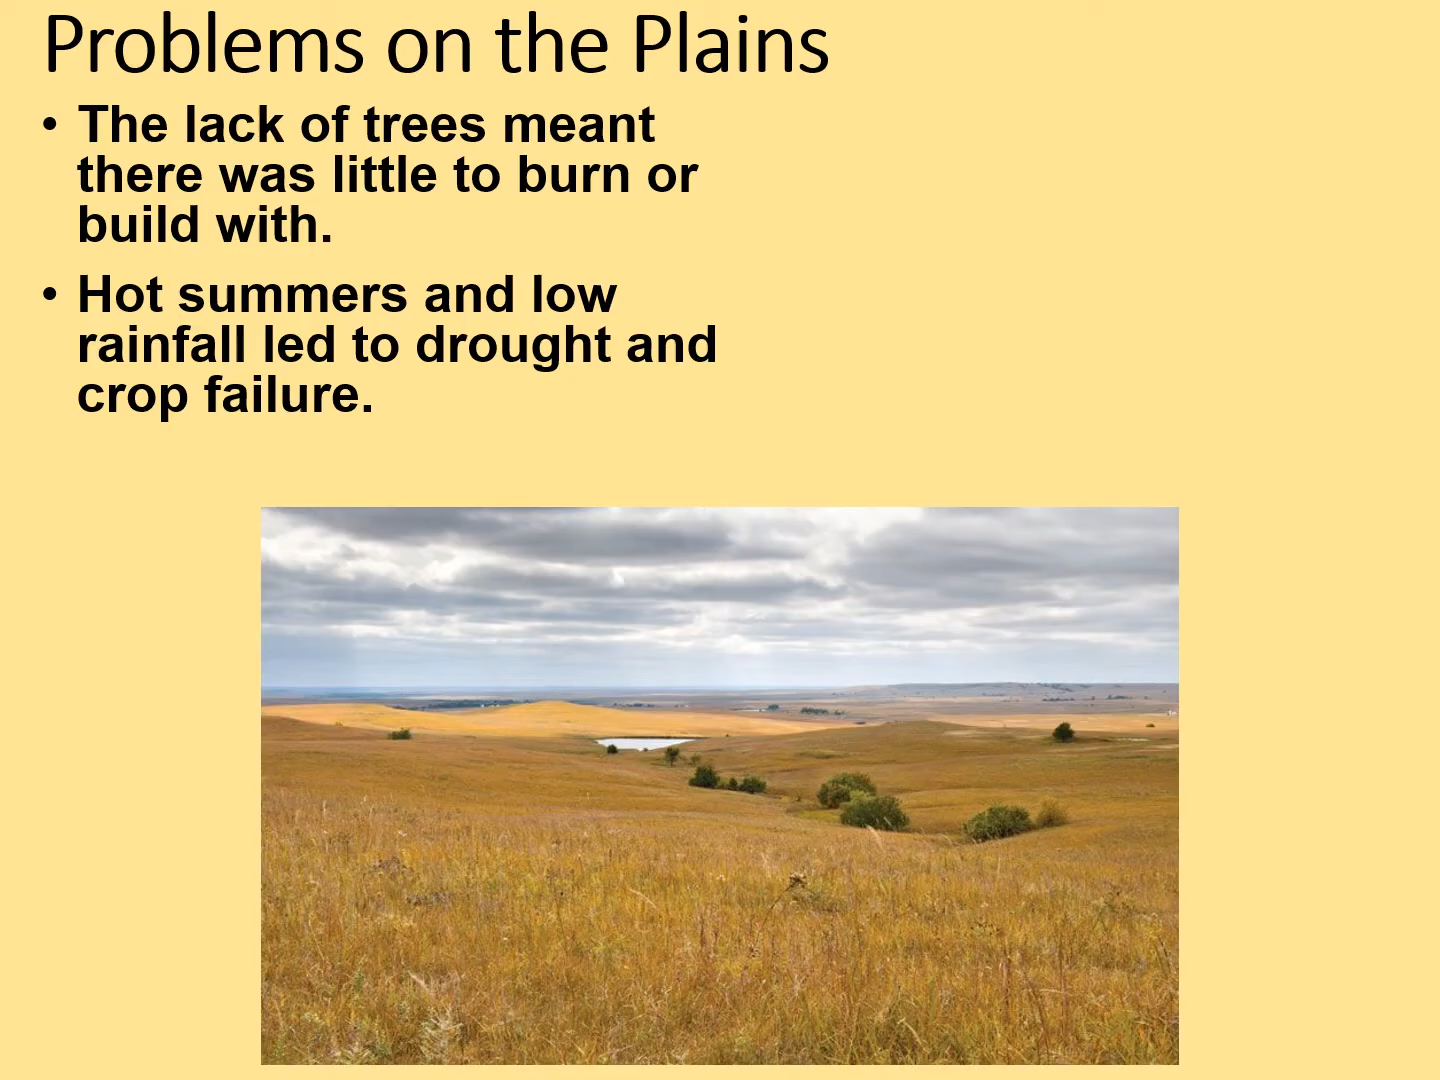 Problems on the Plains
• The lack of trees meant
there was little to burn or
build with.
• Hot summers and low
rainfall led to drought and
crop failure.